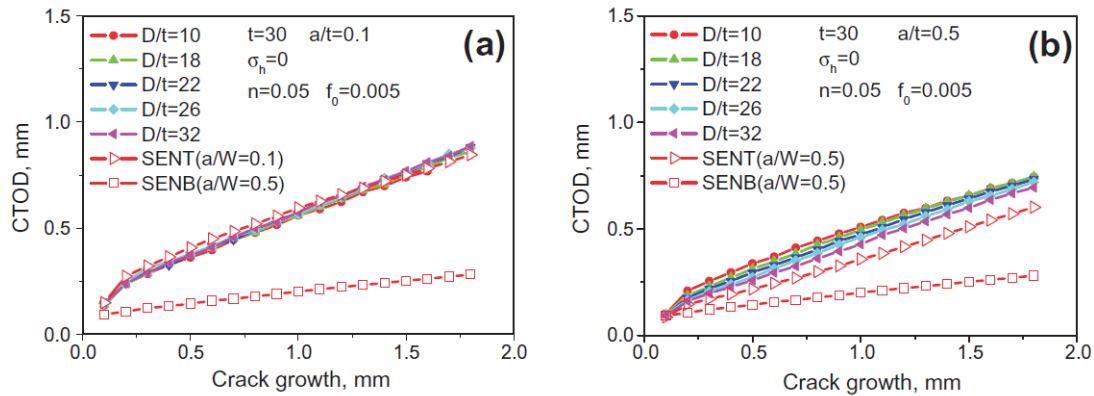 (a)
D/t=10
D/t=18
D/t=22
D/t=26
D/t=32
SENT(a/W=0.1)
SENB(a/W=0.5)
t=30 a/t=0.1
σh=0
n=0.05 f0=0.005
1.5
1.0
0.5
0.0
CTOD, mm
0.0 0.5 1.0 1.5 2.0
Crack growth, mm
(b)
D/t=10
D/t=18
D/t=22
D/t=26
D/t=32
SENT(a/W=0.5)
SENB(a/W=0.5)
t=30 a/t=0.5
σh=0
n=0.05 f0=0.005
1.5
1.0
0.5
0.0
CTOD, mm
0.0 0.5 1.0 1.5 2.0
Crack growth, mm